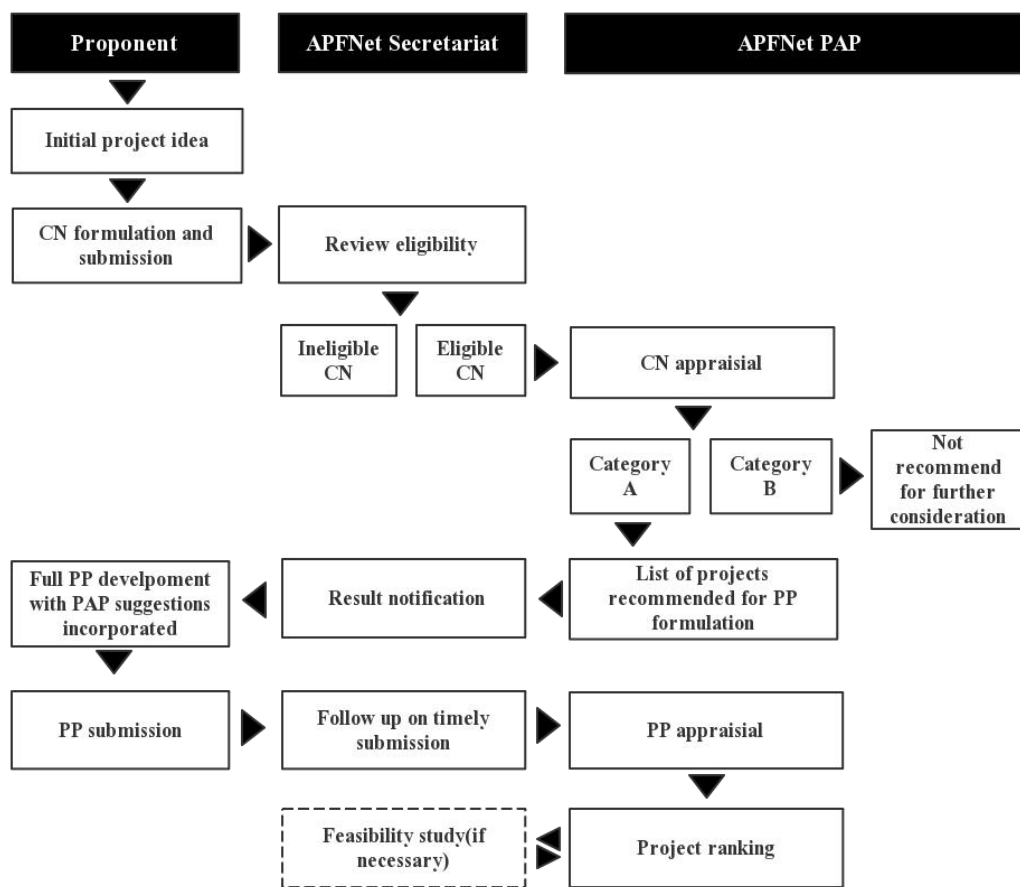 Proponent
APFNet Secretariat
APFNet PAP
Initial project idea
CN formulation and
submission
Review eligibility
Ineligible
CN
Eligible
CN
CN appraisial
Category
A
Category
B
Not
recommend
for further
consideration
Full PP develpoment
with PAP suggestions
incorporated
Result notification
List of projects
recommended for PP
formulation
PP submission
Follow up on timely
submission
PP appraisial
Feasibility study(if
necessary)
Project ranking